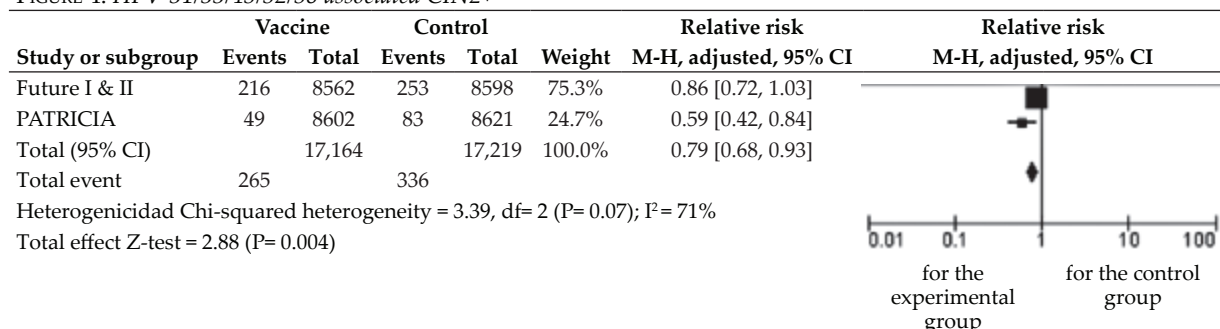 FIGURE 1. HPV 31/33/45/52/58 associated CIN2+
Vaccine Control Relative risk Relative risk
Study or subgroup Events Total Events Total Weight M-H, adjusted, 95% CI M-H, adjusted, 95% CI
Future I & II 216 8562 253 8598 75.3% 0.86 [0.72, 1.03]
PATRICIA 49 8602 83 8621 24.7% 0.59 [0.42, 0.84]
Total (95% CI) 17,164 17,219 100.0% 0.79 [0.68, 0.93]
Total event 265 336
Heterogenicidad Chi-squared heterogeneity = 3.39, df= 2 (P= 0.07); I²= 71%
Total effect Z-test = 2.88 (P= 0.004)
0.01 0.1 1 10 100
for the experimental group
for the control group